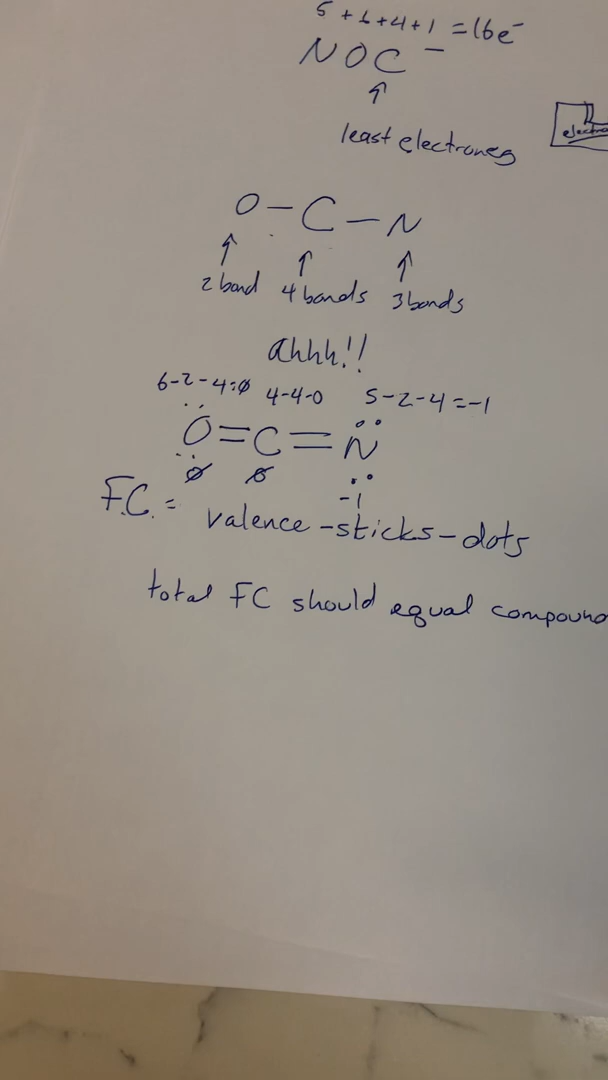 5 + 6 + 4 + 1 = 16e⁻
NOC⁻
↑
least electroneg
O — C — N
↑ ↑ ↑
2 bond 4 bonds 3 bonds
ahhh!!
6-2-4=0 4-4-0 5-2-4=-1
O=C=N
0 0 -1
F.C. = valence - sticks - dots
total FC should equal